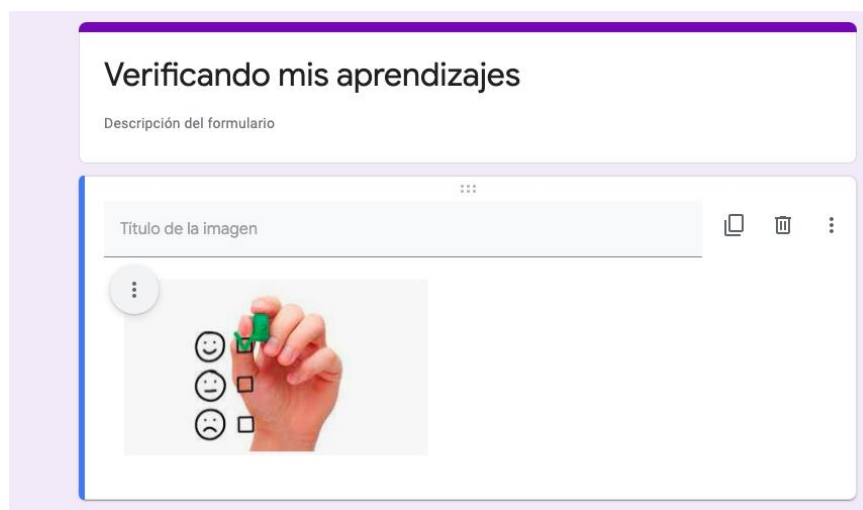 Verificando mis aprendizajes
Descripción del formulario
Título de la imagen